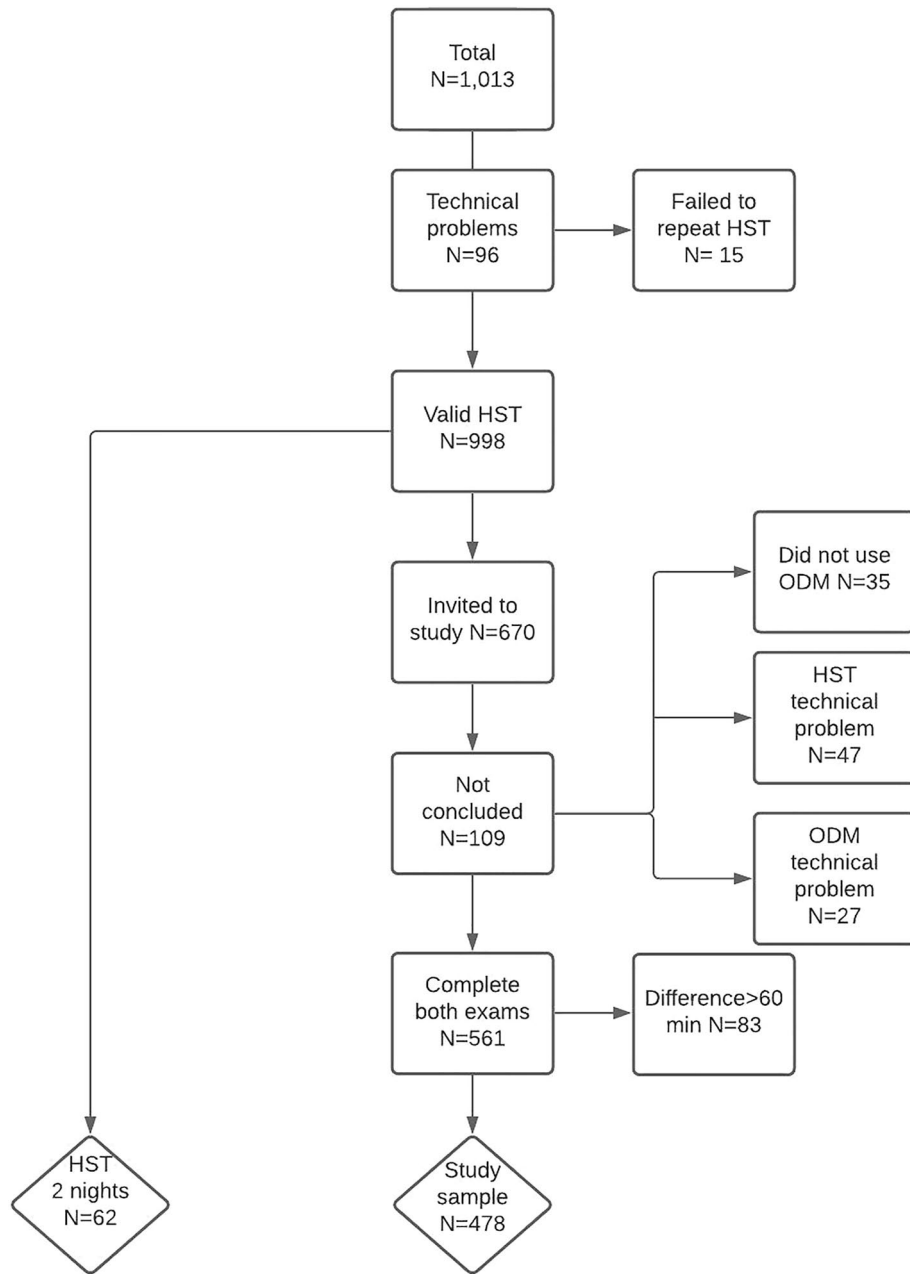 Total
N=1,013
Technical
problems
N=96
Failed to
repeat HST
N= 15
Valid HST
N=998
Invited to
study N=670
Did not use
ODM N=35
HST
technical
problem
N=47
Not
concluded
N=109
ODM
technical
problem
N=27
Complete
both exams
N=561
Difference>60
min N=83
HST
2 nights
N=62
Study
sample
N=478